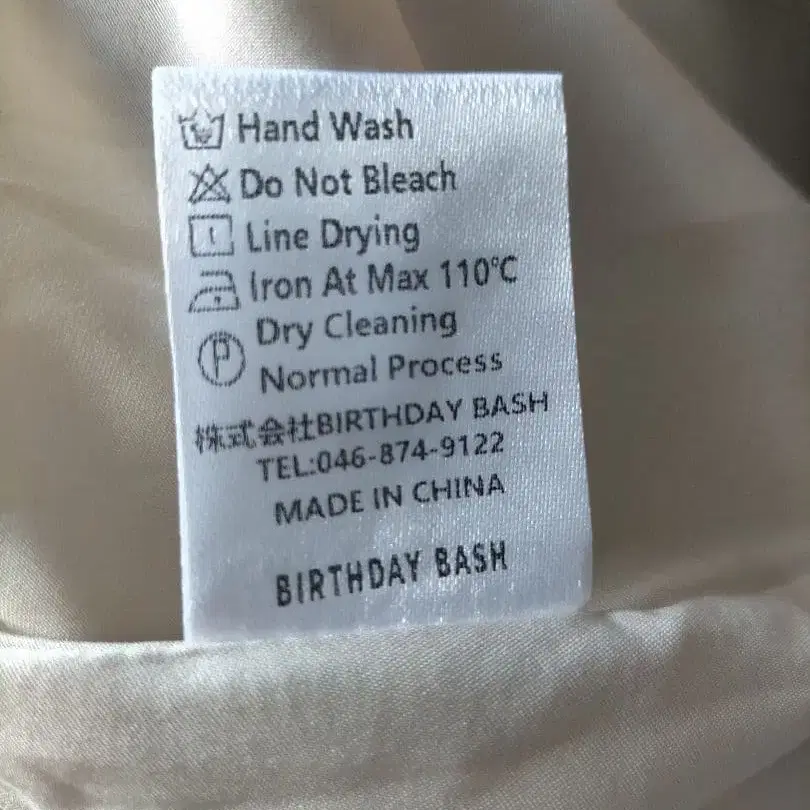 Hand Wash
Do Not Bleach
Line Drying
Iron At Max 110℃
P Dry Cleaning
Normal Process
株式会社BIRTHDAY BASH
TEL:046-874-9122
MADE IN CHINA
BIRTHDAY BASH